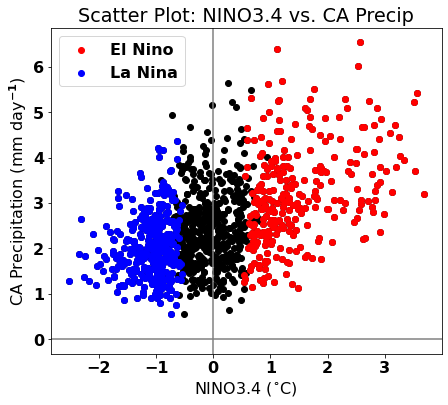 Scatter Plot: NINO3.4 vs. CA Precip
El Nino
La Nina
CA Precipitation (mm day⁻¹)
6
5
4
3
2
1
0
−2 −1 0 1 2 3
NINO3.4 (°C)